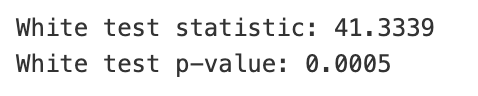 White test statistic: 41.3339
White test p-value: 0.0005